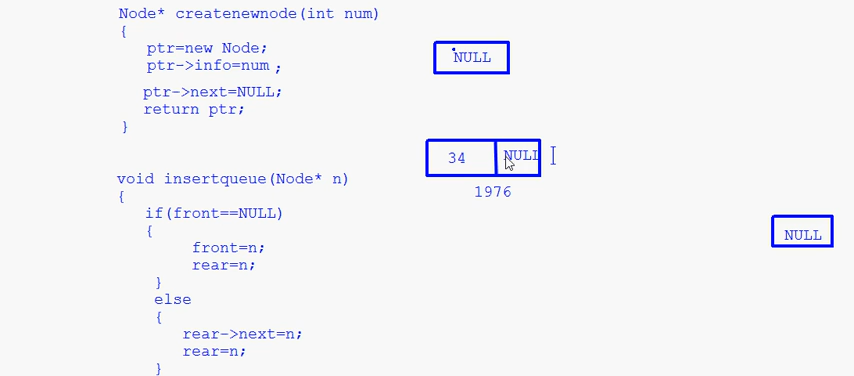 Node* createnewnode(int num)
{
ptr=new Node;
ptr->info=num ;
ptr->next=NULL;
return ptr;
}
void insertqueue(Node* n)
{
if(front==NULL)
{
front=n;
rear=n;
}
else
{
rear->next=n;
rear=n;
}
NULL
34 NULL
1976
NULL